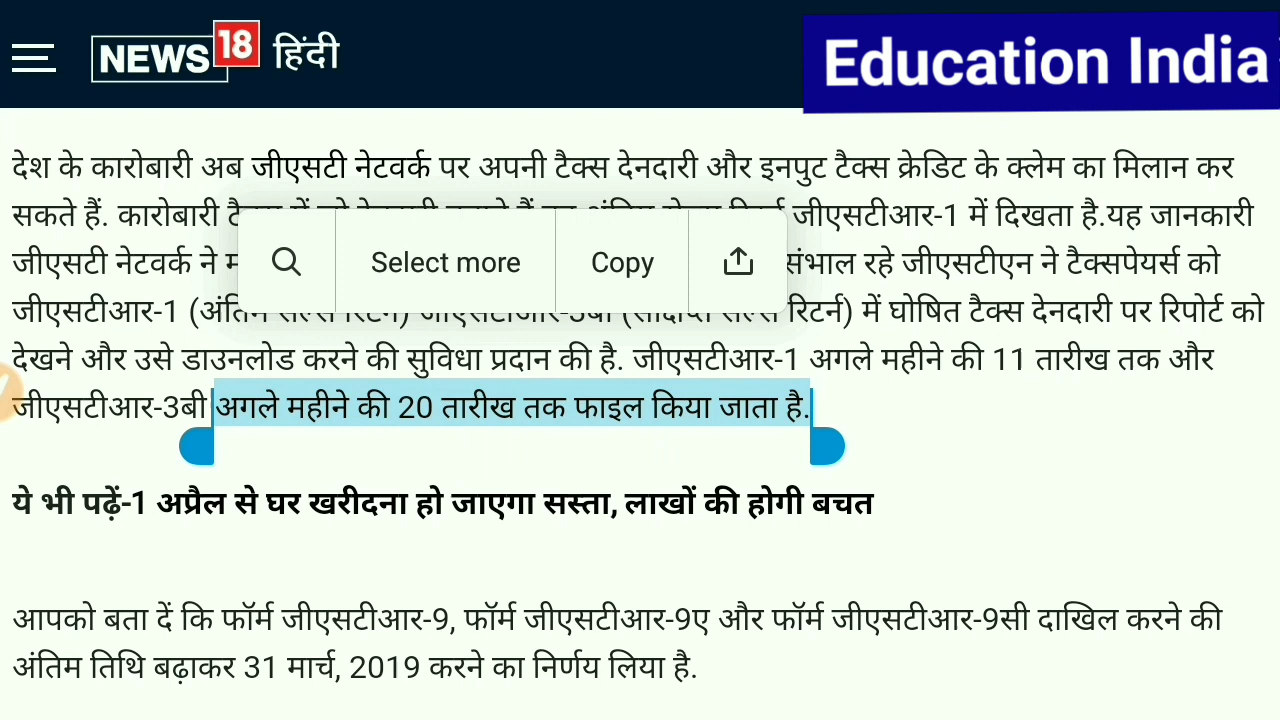 NEWS 18 हिंदी
Education India
देश के कारोबारी अब जीएसटी नेटवर्क पर अपनी टैक्स देनदारी और इनपुट टैक्स क्रेडिट के क्लेम का मिलान कर
सकते हैं. कारोबारी जीएसटीआर-1 में दिखता है.यह जानकारी
जीएसटी नेटवर्क ने संभाल रहे जीएसटीएन ने टैक्सपेयर्स को
Select more Copy
जीएसटीआर-1 रिटर्न) में घोषित टैक्स देनदारी पर रिपोर्ट को
देखने और उसे डाउनलोड करने की सुविधा प्रदान की है. जीएसटीआर-1 अगले महीने की 11 तारीख तक और
जीएसटीआर-3बी अगले महीने की 20 तारीख तक फाइल किया जाता है.
ये भी पढ़ें-1 अप्रैल से घर खरीदना हो जाएगा सस्ता, लाखों की होगी बचत
आपको बता दें कि फॉर्म जीएसटीआर-9, फॉर्म जीएसटीआर-9ए और फॉर्म जीएसटीआर-9सी दाखिल करने की
अंतिम तिथि बढ़ाकर 31 मार्च, 2019 करने का निर्णय लिया है.